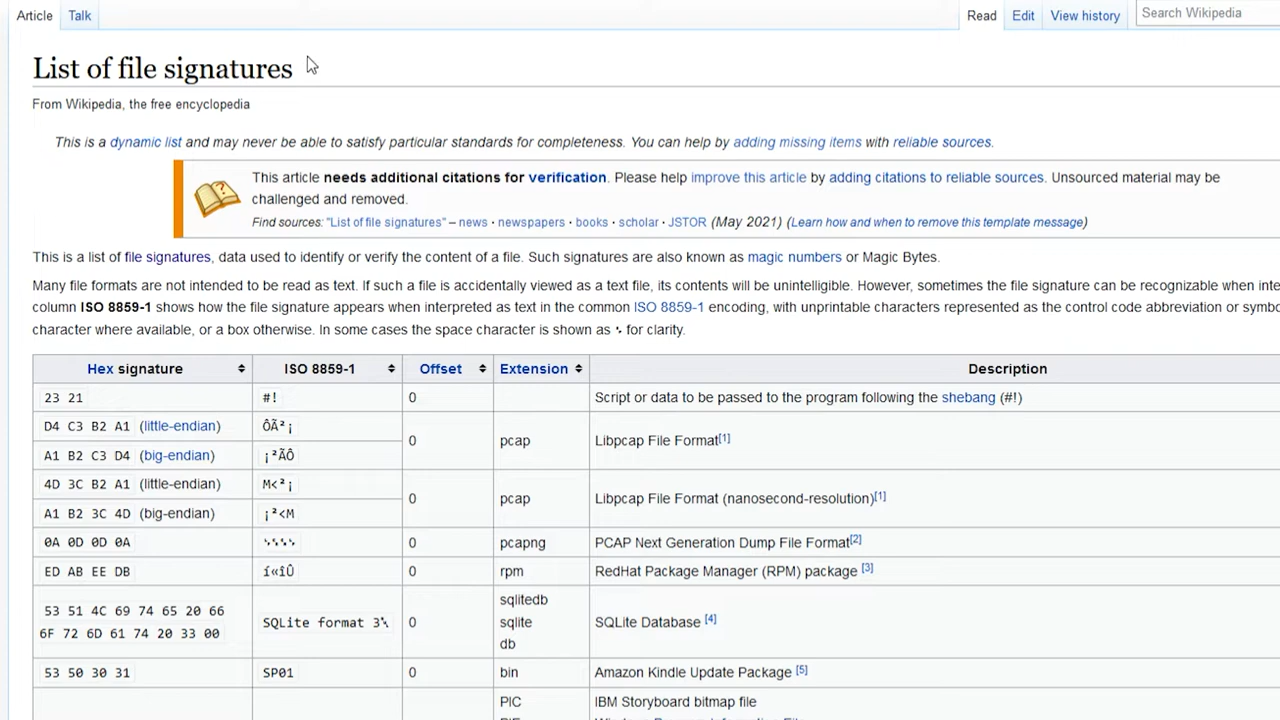 Article Talk Read Edit View history Search Wikipedia
List of file signatures
From Wikipedia, the free encyclopedia
This is a dynamic list and may never be able to satisfy particular standards for completeness. You can help by adding missing items with reliable sources.
This article needs additional citations for verification. Please help improve this article by adding citations to reliable sources. Unsourced material may be
challenged and removed.
Find sources: "List of file signatures" – news · newspapers · books · scholar · JSTOR (May 2021) (Learn how and when to remove this template message)
This is a list of file signatures, data used to identify or verify the content of a file. Such signatures are also known as magic numbers or Magic Bytes.
Many file formats are not intended to be read as text. If such a file is accidentally viewed as a text file, its contents will be unintelligible. However, sometimes the file signature can be recognizable when inte
column ISO 8859-1 shows how the file signature appears when interpreted as text in the common ISO 8859-1 encoding, with unprintable characters represented as the control code abbreviation or symbo
character where available, or a box otherwise. In some cases the space character is shown as ␠ for clarity.
Hex signature ISO 8859-1 Offset Extension Description
23 21 #! 0 Script or data to be passed to the program following the shebang (#!)
D4 C3 B2 A1 (little-endian) ÔÃ²¡
0 pcap Libpcap File Format[1]
A1 B2 C3 D4 (big-endian) ¡²ÃÔ
4D 3C B2 A1 (little-endian) M<²¡
0 pcap Libpcap File Format (nanosecond-resolution)[1]
A1 B2 3C 4D (big-endian) ¡²<M
0A 0D 0D 0A ␊␍␍␊ 0 pcapng PCAP Next Generation Dump File Format[2]
ED AB EE DB í«îÛ 0 rpm RedHat Package Manager (RPM) package [3]
sqlitedb
53 51 4C 69 74 65 20 66
SQLite format 3␀ 0 sqlite SQLite Database [4]
6F 72 6D 61 74 20 33 00
db
53 50 30 31 SP01 0 bin Amazon Kindle Update Package [5]
PIC IBM Storyboard bitmap file